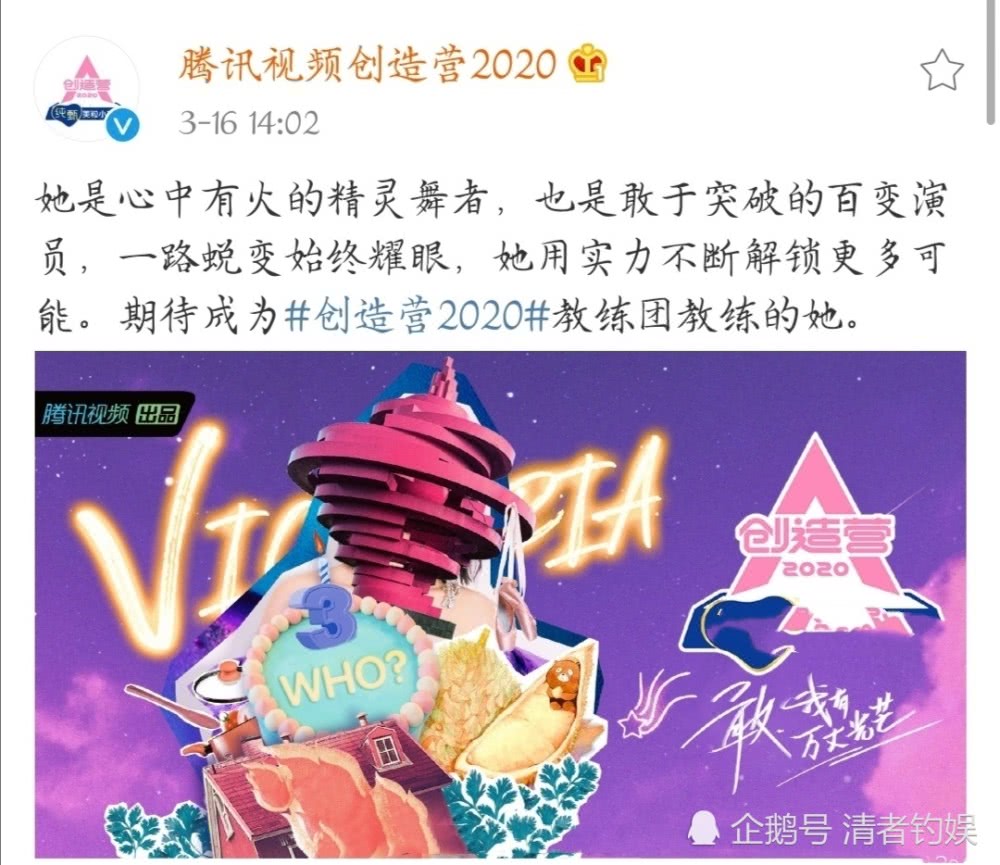 腾讯视频创造营2020
3-16 14:02
她是心中有火的精灵舞者，也是敢于突破的百变演
员，一路蜕变始终耀眼，她用实力不断解锁更多可
能。期待成为#创造营2020#教练团教练的她。
腾讯视频 出品
创造营
2020
3
WHO?
敢.我有
万丈光芒
企鹅号 清者钓娱